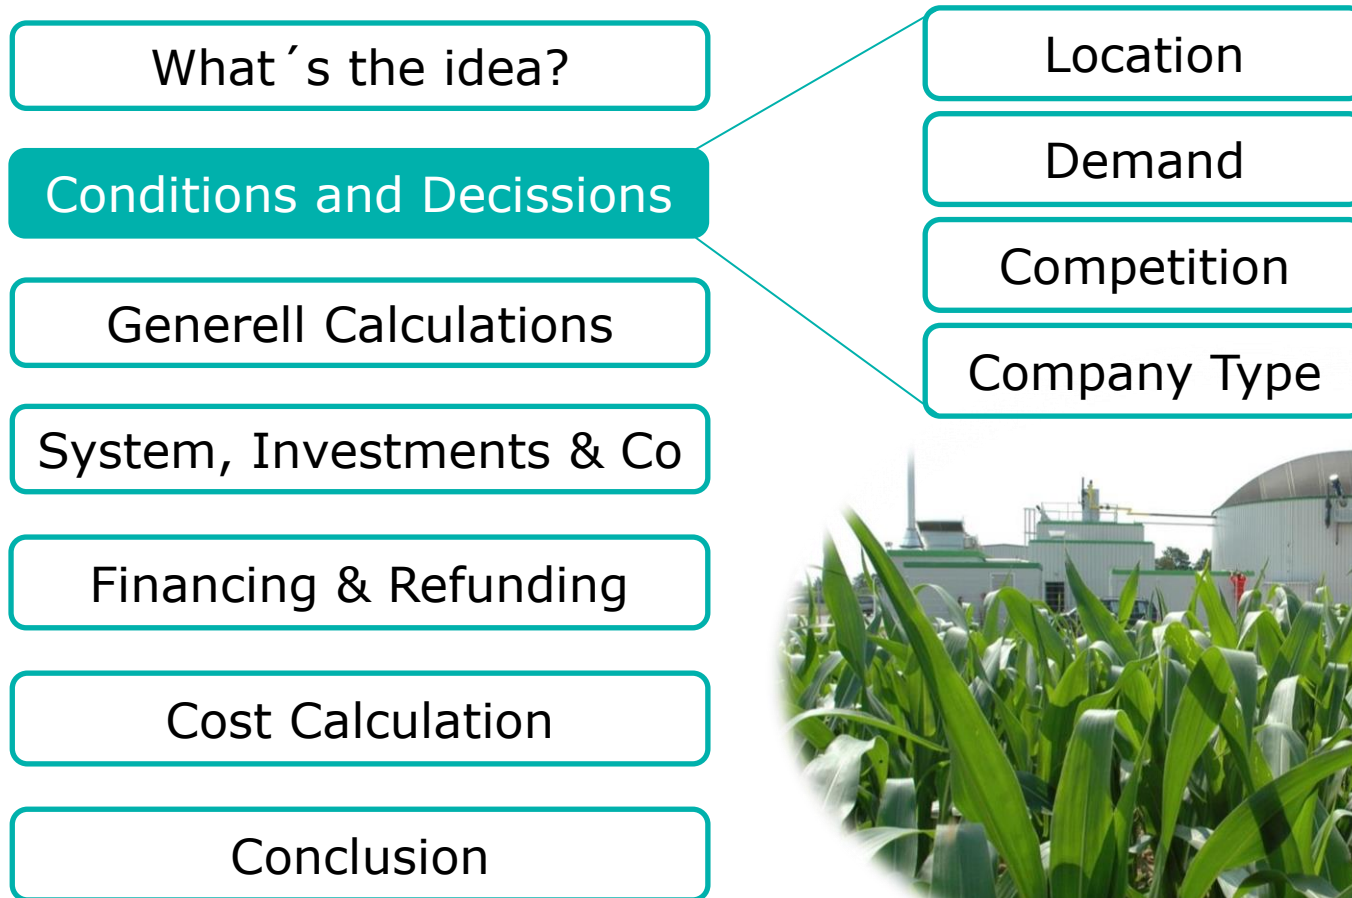 What´s the idea?
Conditions and Decissions
Generell Calculations
System, Investments & Co
Financing & Refunding
Cost Calculation
Conclusion
Location
Demand
Competition
Company Type